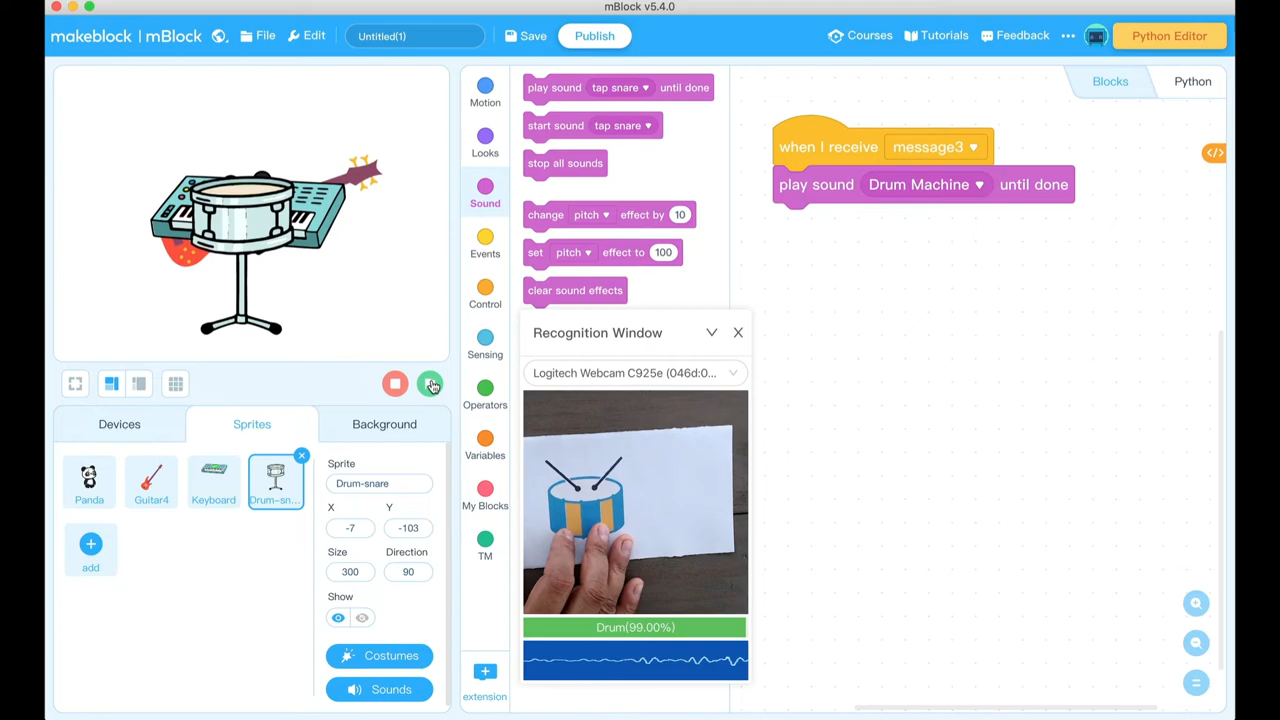 mBlock v5.4.0
makeblock | mBlock
File
Edit
Untitled(1)
Save
Publish
Courses
Tutorials
Feedback
Python Editor
Motion
Looks
Sound
Events
Control
Sensing
Operators
Variables
My Blocks
TM
extension
play sound tap snare until done
start sound tap snare
stop all sounds
change pitch effect by 10
set pitch effect to 100
clear sound effects
Recognition Window
Logitech Webcam C925e (046d:0...
Drum(99.00%)
Blocks
Python
when I receive message3
play sound Drum Machine until done
Devices
Sprites
Background
Panda
Guitar4
Keyboard
Drum-sn...
add
Sprite
Drum-snare
X
Y
-7
-103
Size
Direction
300
90
Show
Costumes
Sounds